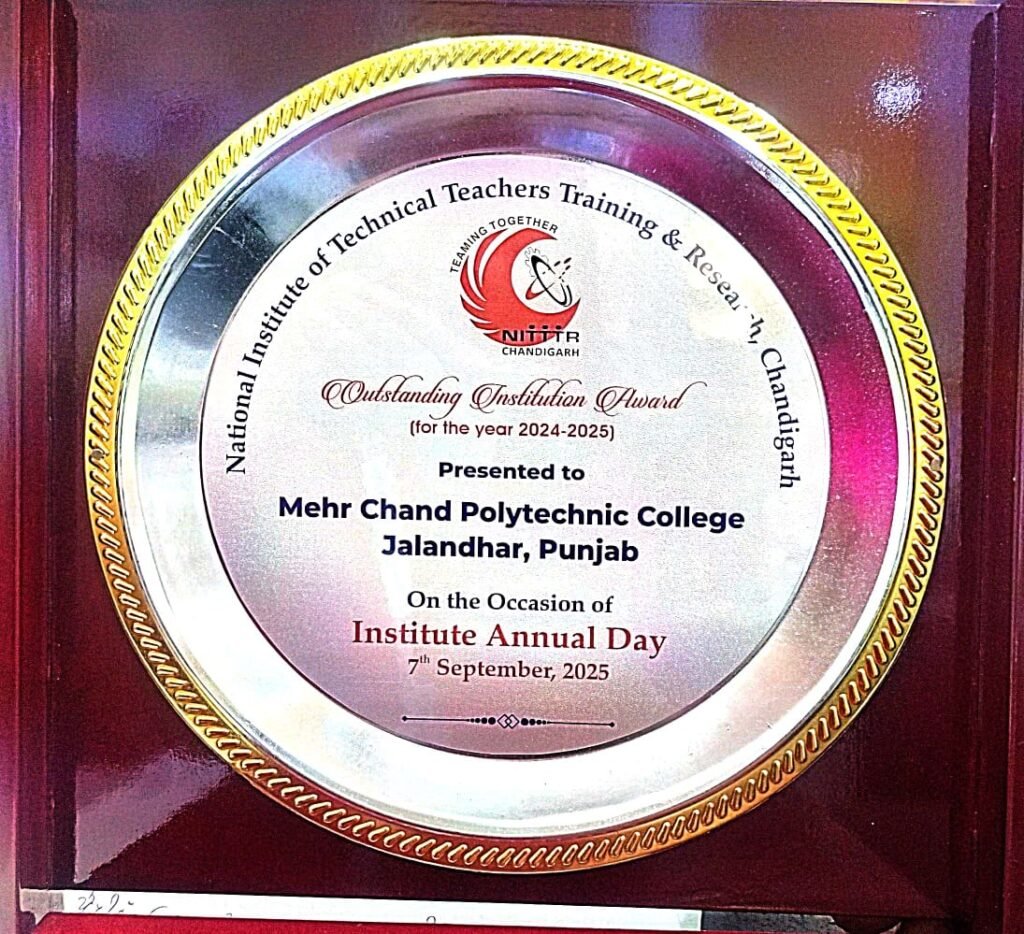 National Institute of Technical Teachers Training & Research, Chandigarh
TEAMING TOGETHER
NITTTR
CHANDIGARH
Outstanding Institution Award
(for the year 2024-2025)
Presented to
Mehr Chand Polytechnic College
Jalandhar, Punjab
On the Occasion of
Institute Annual Day
7th September, 2025